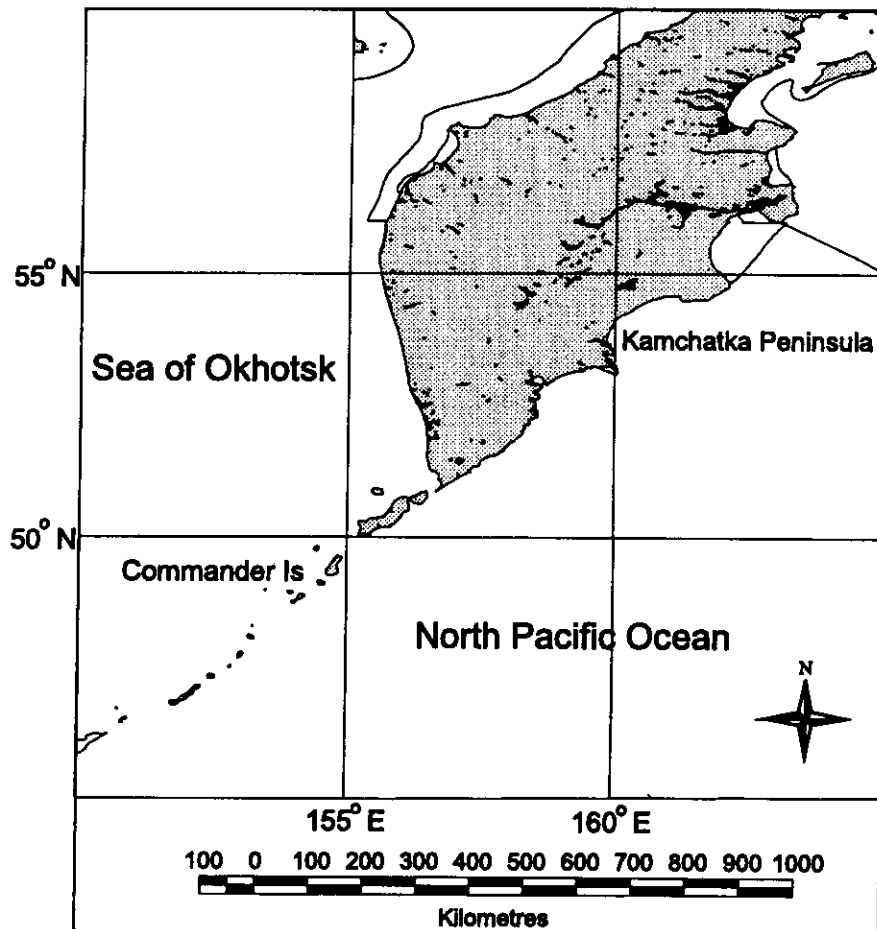 55° N
Kamchatka Peninsula
Sea of Okhotsk
50° N
Commander Is
North Pacific Ocean
N
155° E 160° E
100 0 100 200 300 400 500 600 700 800 900 1000
Kilometres